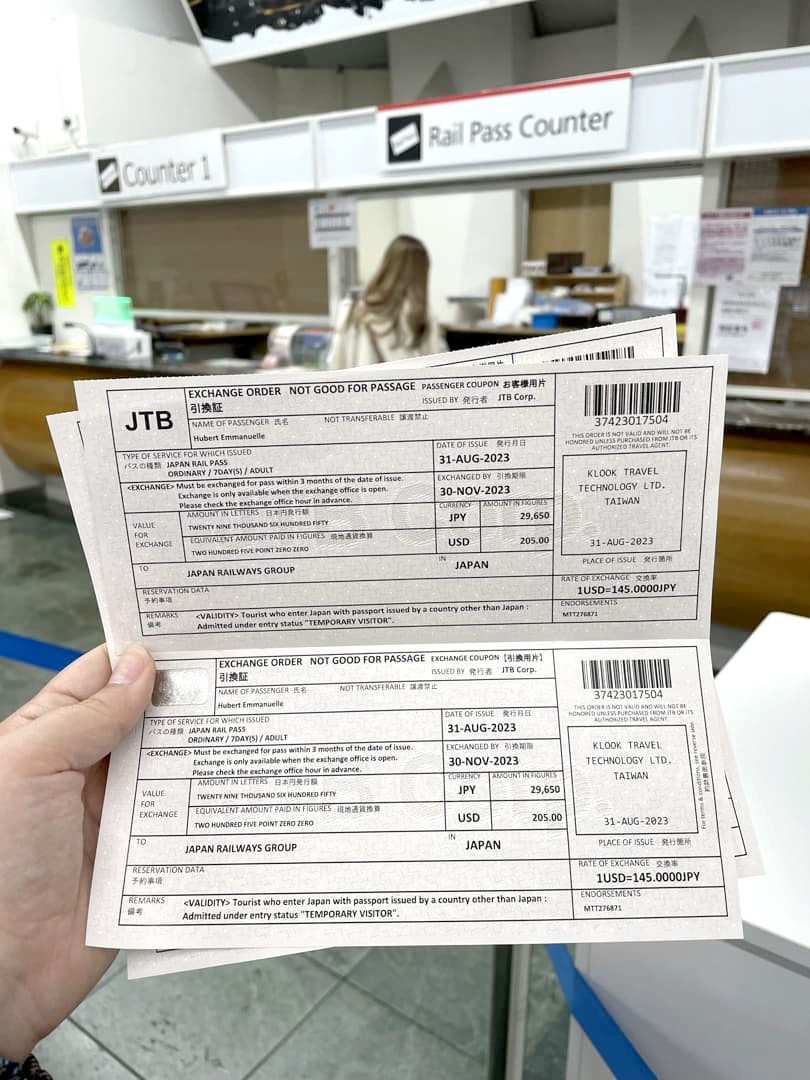 Counter 1
Rail Pass Counter
JTB
EXCHANGE ORDER NOT GOOD FOR PASSAGE PASSENGER COUPON お客様用片
引換証
ISSUED BY 発行者 JTB Corp.
NAME OF PASSENGER 氏名 NOT TRANSFERABLE 譲渡禁止
Hubert Emmanuelle
TYPE OF SERVICE FOR WHICH ISSUED
パスの種類 JAPAN RAIL PASS
ORDINARY / 7DAY(S) / ADULT
DATE OF ISSUE 発行月日
31-AUG-2023
<EXCHANGE> Must be exchanged for pass within 3 months of the date of issue.
Exchange is only available when the exchange office is open.
Please check the exchange office hour in advance.
EXCHANGED BY 引換期限
30-NOV-2023
VALUE FOR EXCHANGE
AMOUNT IN LETTERS 日本円発行額
TWENTY NINE THOUSAND SIX HUNDRED FIFTY
CURRENCY AMOUNT IN FIGURES
JPY 29,650
EQUIVALENT AMOUNT PAID IN FIGURES 現地通貨換算
TWO HUNDRED FIVE POINT ZERO ZERO
USD 205.00
TO JAPAN RAILWAYS GROUP
IN JAPAN
RESERVATION DATA
予約事項
REMARKS
備考
<VALIDITY> Tourist who enter Japan with passport issued by a country other than Japan :
Admitted under entry status "TEMPORARY VISITOR".
37423017504
THIS ORDER IS NOT VALID AND WILL NOT BE
HONORED UNLESS PURCHASED FROM JTB OR ITS
AUTHORIZED TRAVEL AGENT.
KLOOK TRAVEL
TECHNOLOGY LTD.
TAIWAN
31-AUG-2023
PLACE OF ISSUE 発行箇所
RATE OF EXCHANGE 交換率
1USD=145.0000JPY
ENDORSEMENTS
MTT276871
EXCHANGE ORDER NOT GOOD FOR PASSAGE EXCHANGE COUPON【引換用片】
引換証
ISSUED BY 発行者 JTB Corp.
NAME OF PASSENGER 氏名 NOT TRANSFERABLE 譲渡禁止
Hubert Emmanuelle
TYPE OF SERVICE FOR WHICH ISSUED
パスの種類 JAPAN RAIL PASS
ORDINARY / 7DAY(S) / ADULT
DATE OF ISSUE 発行月日
31-AUG-2023
<EXCHANGE> Must be exchanged for pass within 3 months of the date of issue.
Exchange is only available when the exchange office is open.
Please check the exchange office hour in advance.
EXCHANGED BY 引換期限
30-NOV-2023
VALUE FOR EXCHANGE
AMOUNT IN LETTERS 日本円発行額
TWENTY NINE THOUSAND SIX HUNDRED FIFTY
CURRENCY AMOUNT IN FIGURES
JPY 29,650
EQUIVALENT AMOUNT PAID IN FIGURES 現地通貨換算
TWO HUNDRED FIVE POINT ZERO ZERO
USD 205.00
TO JAPAN RAILWAYS GROUP
IN JAPAN
RESERVATION DATA
予約事項
REMARKS
備考
<VALIDITY> Tourist who enter Japan with passport issued by a country other than Japan :
Admitted under entry status "TEMPORARY VISITOR".
37423017504
THIS ORDER IS NOT VALID AND WILL NOT BE
HONORED UNLESS PURCHASED FROM JTB OR ITS
AUTHORIZED TRAVEL AGENT.
KLOOK TRAVEL
TECHNOLOGY LTD.
TAIWAN
31-AUG-2023
For terms & conditions, see reverse side.
PLACE OF ISSUE 発行箇所
RATE OF EXCHANGE 交換率
1USD=145.0000JPY
ENDORSEMENTS
MTT276871